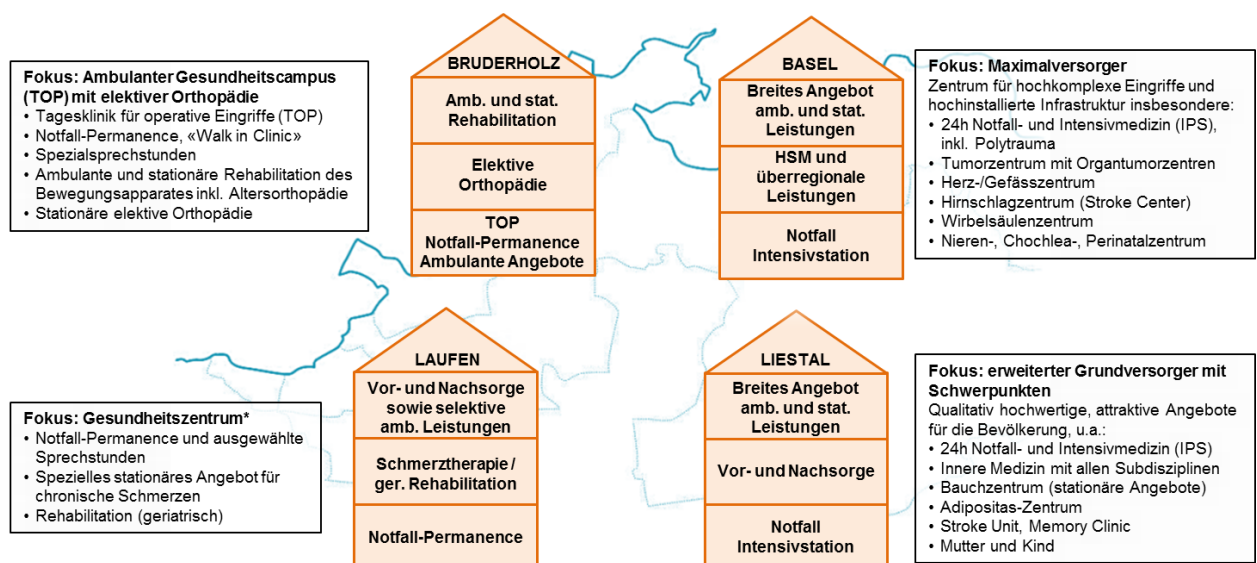 Fokus: Ambulanter Gesundheitscampus
(TOP) mit elektiver Orthopädie
• Tagesklinik für operative Eingriffe (TOP)
• Notfall-Permanence, «Walk in Clinic»
• Spezialsprechstunden
• Ambulante und stationäre Rehabilitation des
Bewegungsapparates inkl. Altersorthopädie
• Stationäre elektive Orthopädie
BRUDERHOLZ
Amb. und stat.
Rehabilitation
Elektive
Orthopädie
TOP
Notfall-Permanence
Ambulante Angebote
BASEL
Breites Angebot
amb. und stat.
Leistungen
HSM und
überregionale
Leistungen
Notfall
Intensivstation
Fokus: Maximalversorger
Zentrum für hochkomplexe Eingriffe und
hochinstallierte Infrastruktur insbesondere:
• 24h Notfall- und Intensivmedizin (IPS),
inkl. Polytrauma
• Tumorzentrum mit Organtumorzentren
• Herz-/Gefässzentrum
• Hirnschlagzentrum (Stroke Center)
• Wirbelsäulenzentrum
• Nieren-, Chochlea-, Perinatalzentrum
Fokus: Gesundheitszentrum*
• Notfall-Permanence und ausgewählte
Sprechstunden
• Spezielles stationäres Angebot für
chronische Schmerzen
• Rehabilitation (geriatrisch)
LAUFEN
Vor- und Nachsorge
sowie selektive
amb. Leistungen
Schmerztherapie /
ger. Rehabilitation
Notfall-Permanence
LIESTAL
Breites Angebot
amb. und stat.
Leistungen
Vor- und Nachsorge
Notfall
Intensivstation
Fokus: erweiterter Grundversorger mit
Schwerpunkten
Qualitativ hochwertige, attraktive Angebote
für die Bevölkerung, u.a.:
• 24h Notfall- und Intensivmedizin (IPS)
• Innere Medizin mit allen Subdisziplinen
• Bauchzentrum (stationäre Angebote)
• Adipositas-Zentrum
• Stroke Unit, Memory Clinic
• Mutter und Kind